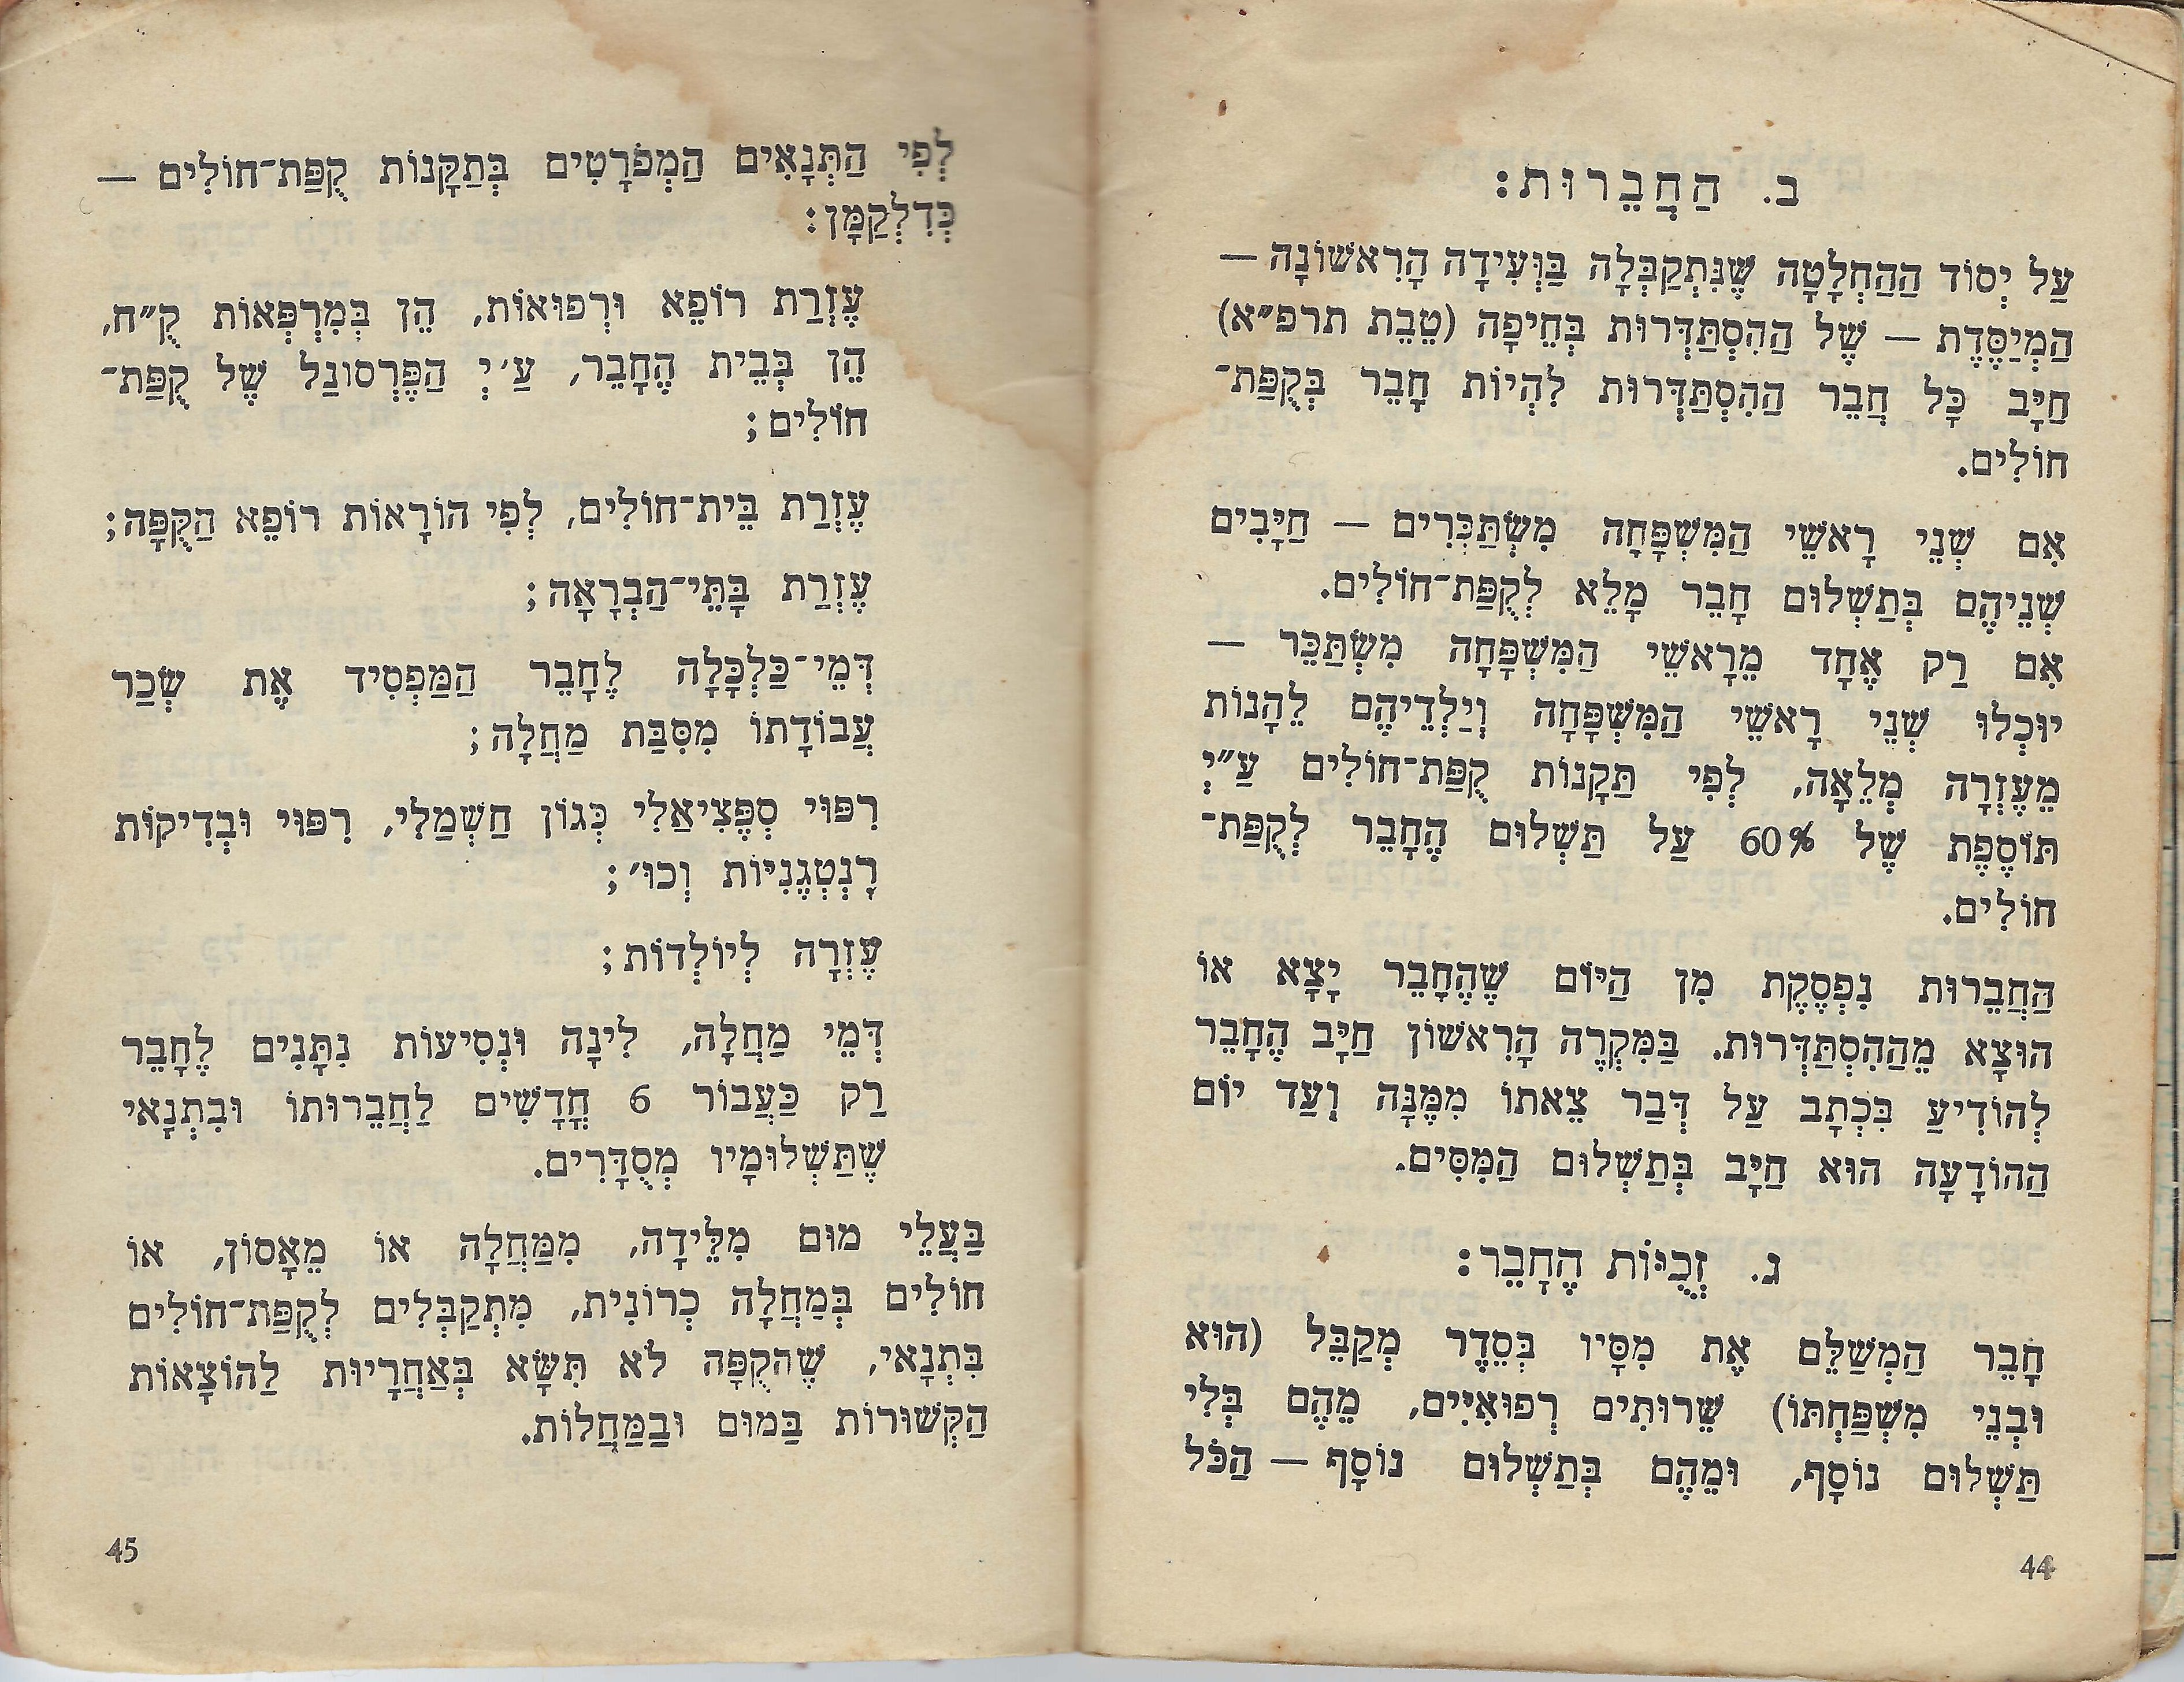 ב. הַחֲבֵרוּת:
עַל יְסוֹד הַהַחְלָטָה שֶׁנִּתְקַבְּלָה בַּוְּעִידָה הָרִאשׁוֹנָה –
הַמְיַסֶּדֶת – שֶׁל הַהִסְתַּדְּרוּת בְּחֵיפָה (טֵבֵת תרפ״א)
חַיָּב כָּל חֲבֵר הַהִסְתַּדְּרוּת לִהְיוֹת חָבֵר בְּקֻפַּת־
חוֹלִים.
אִם שְׁנֵי רָאשֵׁי הַמִּשְׁפָּחָה מִשְׂתַּכְּרִים – חַיָּבִים
שְׁנֵיהֶם בְּתַשְׁלוּם חָבֵר מָלֵא לְקֻפַּת־חוֹלִים.
אִם רַק אֶחָד מֵרָאשֵׁי הַמִּשְׁפָּחָה מִשְׂתַּכֵּר –
יוּכְלוּ שְׁנֵי רָאשֵׁי הַמִּשְׁפָּחָה וְיַלְדֵיהֶם לֵהָנוֹת
מֵעֶזְרָה מְלֵאָה, לְפִי תַּקָּנוֹת קֻפַּת־חוֹלִים עַ״יְ
תּוֹסֶפֶת שֶׁל 60% עַל תַּשְׁלוּם הֶחָבֵר לְקֻפַּת־
חוֹלִים.
הַחֲבֵרוּת נִפְסֶקֶת מִן הַיּוֹם שֶׁהֶחָבֵר יָצָא אוֹ
הוּצָא מֵהַהִסְתַּדְּרוּת. בַּמִּקְרֶה הָרִאשׁוֹן חַיָּב הֶחָבֵר
לְהוֹדִיעַ בִּכְתָב עַל דְּבַר צֵאתוֹ מִמֶּנָּה וְעַד יוֹם
הַהוֹדָעָה הוּא חַיָּב בְּתַשְׁלוּם הַמִּסִּים.
ג. זְכֻיּוֹת הֶחָבֵר:
חָבֵר הַמְשַׁלֵּם אֶת מִסָּיו בְּסֵדֶר מְקַבֵּל (הוּא
וּבְנֵי מִשְׁפַּחְתּוֹ) שֵׁרוּתִים רְפוּאִיִּים, מֵהֶם בְּלִי
תַּשְׁלוּם נוֹסָף, וּמֵהֶם בְּתַשְׁלוּם נוֹסָף – הַכֹּל
44
לְפִי הַתְּנָאִים הַמְפֹרָטִים בְּתַקָּנוֹת קֻפַּת־חוֹלִים –
כְּדִלְקַמָּן:
עֶזְרַת רוֹפֵא וּרְפוּאוֹת, הֵן בְּמִרְפְּאוֹת קֻ״ח,
הֵן בְּבֵית הֶחָבֵר, עַ׳יְ הַפֶּרְסוֹנַל שֶׁל קֻפַּת־
חוֹלִים;
עֶזְרַת בֵּית־חוֹלִים, לְפִי הוֹרָאוֹת רוֹפֵא הַקֻּפָּה;
עֶזְרַת בָּתֵּי־הַבְרָאָה;
דְּמֵי־כַּלְכָּלָה לֶחָבֵר הַמַּפְסִיד אֶת שְׂכַר
עֲבוֹדָתוֹ מִסִּבַּת מַחֲלָה;
רִפּוּי סְפֶּצִיאַלִי כְּגוֹן חַשְׁמַלִי, רִפּוּי וּבְדִיקוֹת
רֶנְטְגֶנִיּוֹת וְכוּ׳;
עֶזְרָה לְיוֹלְדוֹת;
דְּמֵי מַחֲלָה, לִינָה וּנְסִיעוֹת נִתָּנִים לֶחָבֵר
רַק כַּעֲבוֹר 6 חֳדָשִׁים לַחֲבֵרוּתוֹ וּבִתְנָאִי
שֶׁתַּשְׁלוּמָיו מְסֻדָּרִים.
בַּעֲלֵי מוּם מִלֵּידָה, מִמַּחֲלָה אוֹ מֵאָסוֹן, אוֹ
חוֹלִים בְּמַחֲלָה כְרוֹנִית, מִתְקַבְּלִים לְקֻפַּת־חוֹלִים
בִּתְנָאִי, שֶׁהַקֻפָּה לֹא תִּשָּׂא בְּאַחֲרָיוּת לַהוֹצָאוֹת
הַקְּשׁוּרוֹת בַּמּוּם וּבַמַּחֲלוֹת.
45